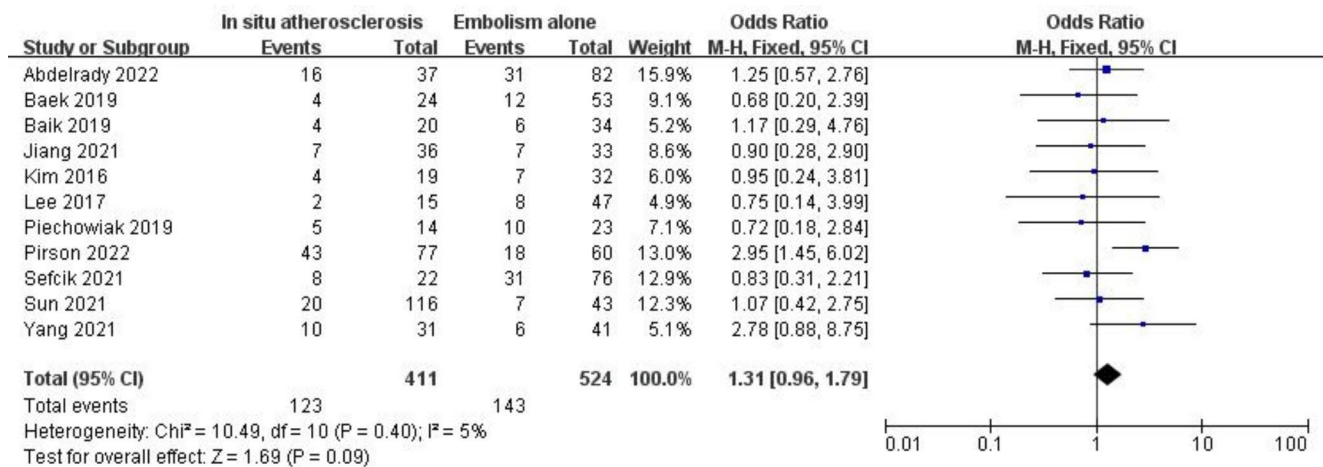 In situ atherosclerosis Embolism alone Odds Ratio Odds Ratio
Study or Subgroup Events Total Events Total Weight M-H, Fixed, 95% CI M-H, Fixed, 95% CI
Abdelrady 2022 16 37 31 82 15.9% 1.25 [0.57, 2.76]
Baek 2019 4 24 12 53 9.1% 0.68 [0.20, 2.39]
Baik 2019 4 20 6 34 5.2% 1.17 [0.29, 4.76]
Jiang 2021 7 36 7 33 8.6% 0.90 [0.28, 2.90]
Kim 2016 4 19 7 32 6.0% 0.95 [0.24, 3.81]
Lee 2017 2 15 8 47 4.9% 0.75 [0.14, 3.99]
Piechowiak 2019 5 14 10 23 7.1% 0.72 [0.18, 2.84]
Pirson 2022 43 77 18 60 13.0% 2.95 [1.45, 6.02]
Sefcik 2021 8 22 31 76 12.9% 0.83 [0.31, 2.21]
Sun 2021 20 116 7 43 12.3% 1.07 [0.42, 2.75]
Yang 2021 10 31 6 41 5.1% 2.78 [0.88, 8.75]
Total (95% CI) 411 524 100.0% 1.31 [0.96, 1.79]
Total events 123 143
Heterogeneity: Chi² = 10.49, df = 10 (P = 0.40); I² = 5%
Test for overall effect: Z = 1.69 (P = 0.09)
0.01 0.1 1 10 100